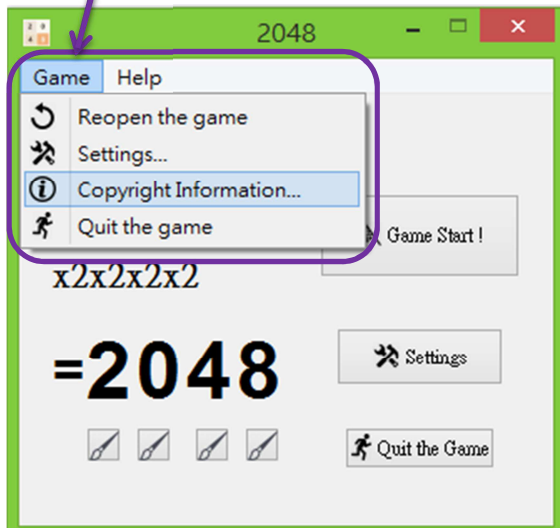 2048
Game Help
Reopen the game
Settings...
Copyright Information...
Quit the game
Game Start !
x2x2x2x2
=2048
Settings
Quit the Game